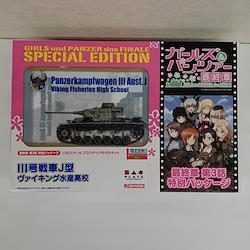 GIRLS und PANZER das FINALE
SPECIAL EDITION
Panzerkampfwagen III Ausf.J
Viking Fisheries High School
III号戦車J型
ヴァイキング水産高校
PLATZ
ガールズ&パンツァー
最終章
最終章 第3話
特別パッケージ